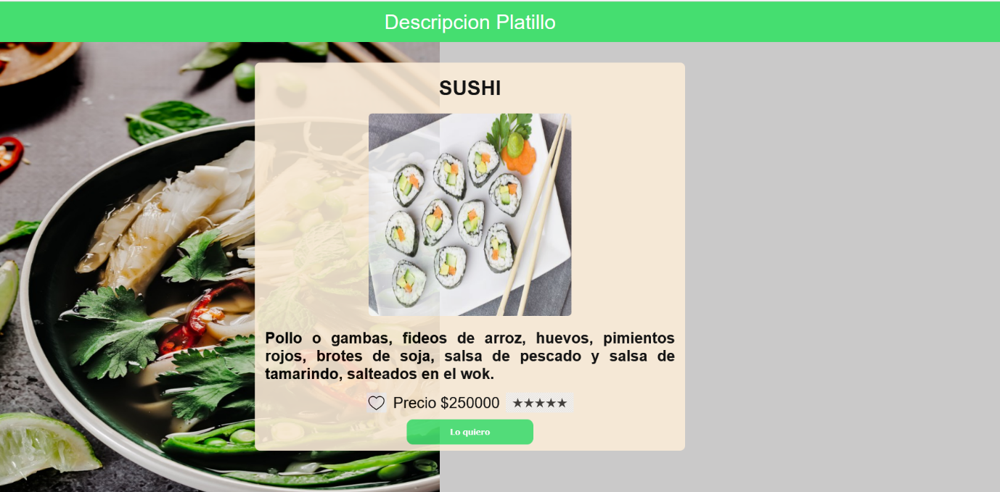 Descripcion Platillo
SUSHI
Pollo o gambas, fideos de arroz, huevos, pimientos
rojos, brotes de soja, salsa de pescado y salsa de
tamarindo, salteados en el wok.
Precio $250000 ★★★★★
Lo quiero